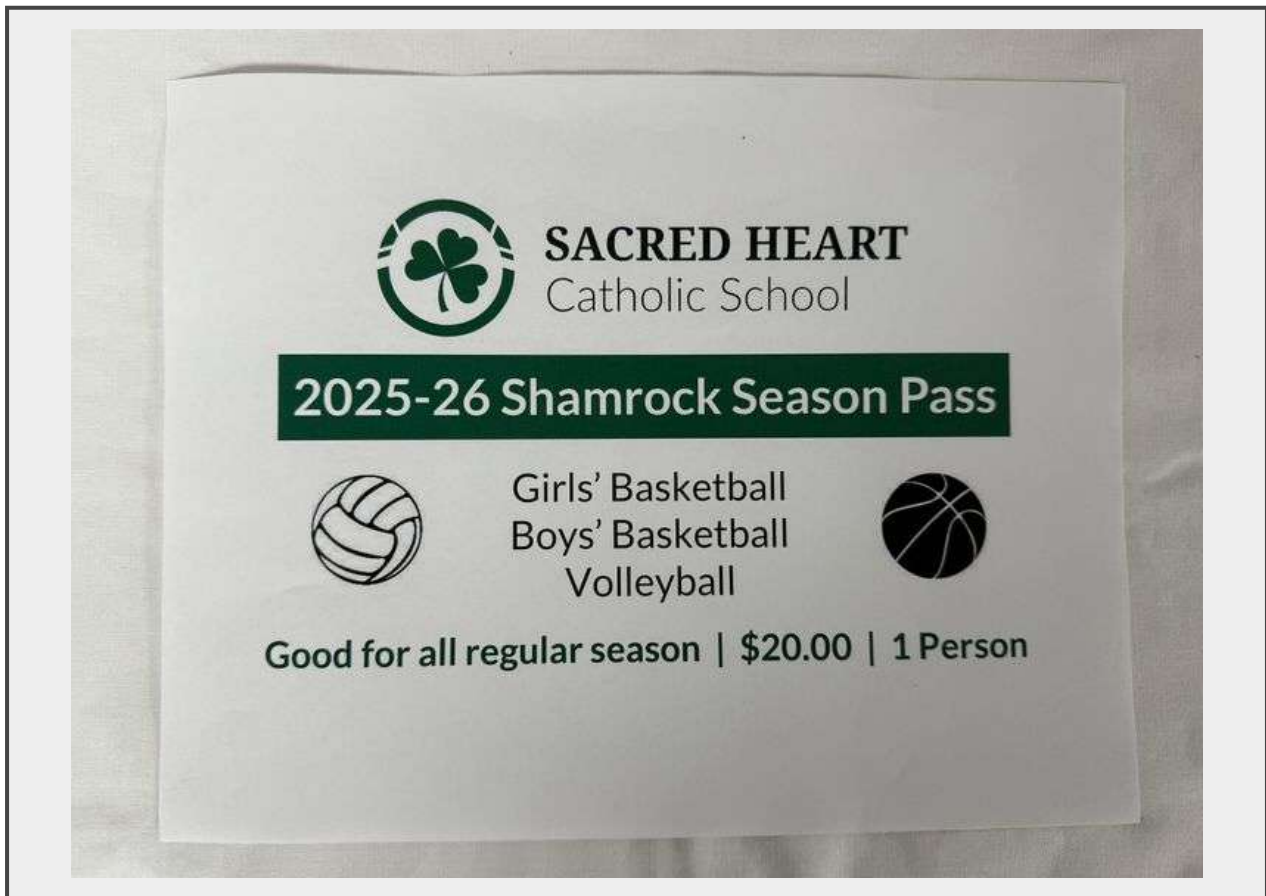 SACRED HEART
Catholic School
2025-26 Shamrock Season Pass
Girls’ Basketball
Boys’ Basketball
Volleyball
Good for all regular season | $20.00 | 1 Person